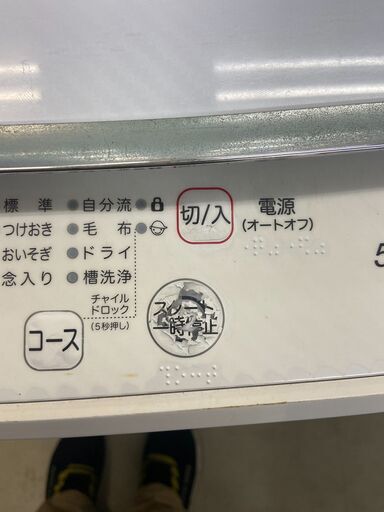 標準 自分流
つけおき 毛布
おいそぎ ドライ
念入り 槽洗浄
チャイル
ドロック
(5秒押し)
コース
切/入
電源
(オートオフ)
スタート
一時停止
5